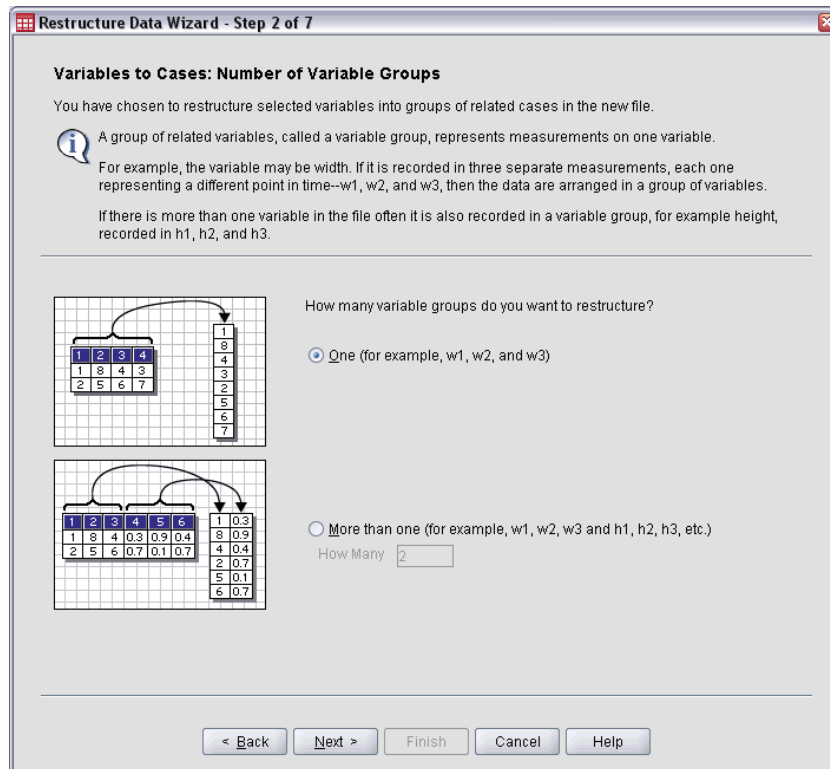 Restructure Data Wizard - Step 2 of 7
Variables to Cases: Number of Variable Groups
You have chosen to restructure selected variables into groups of related cases in the new file.
A group of related variables, called a variable group, represents measurements on one variable.
For example, the variable may be width. If it is recorded in three separate measurements, each one
representing a different point in time--w1, w2, and w3, then the data are arranged in a group of variables.
If there is more than one variable in the file often it is also recorded in a variable group, for example height,
recorded in h1, h2, and h3.
How many variable groups do you want to restructure?
1 2 3 4
1 8 4 3
2 5 6 7
1
8
4
3
2
5
6
7
One (for example, w1, w2, and w3)
1 2 3 4 5 6
1 8 4 0.3 0.9 0.4
2 5 6 0.7 0.1 0.7
1 0.3
8 0.9
4 0.4
2 0.7
5 0.1
6 0.7
More than one (for example, w1, w2, w3 and h1, h2, h3, etc.)
How Many 2
< Back Next > Finish Cancel Help